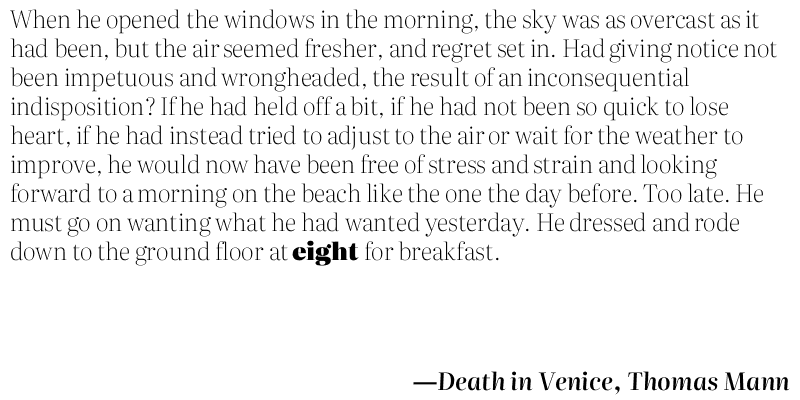 When he opened the windows in the morning, the sky was as overcast as it
had been, but the air seemed fresher, and regret set in. Had giving notice not
been impetuous and wrongheaded, the result of an inconsequential
indisposition? If he had held off a bit, if he had not been so quick to lose
heart, if he had instead tried to adjust to the air or wait for the weather to
improve, he would now have been free of stress and strain and looking
forward to a morning on the beach like the one the day before. Too late. He
must go on wanting what he had wanted yesterday. He dressed and rode
down to the ground floor at eight for breakfast.
—Death in Venice, Thomas Mann